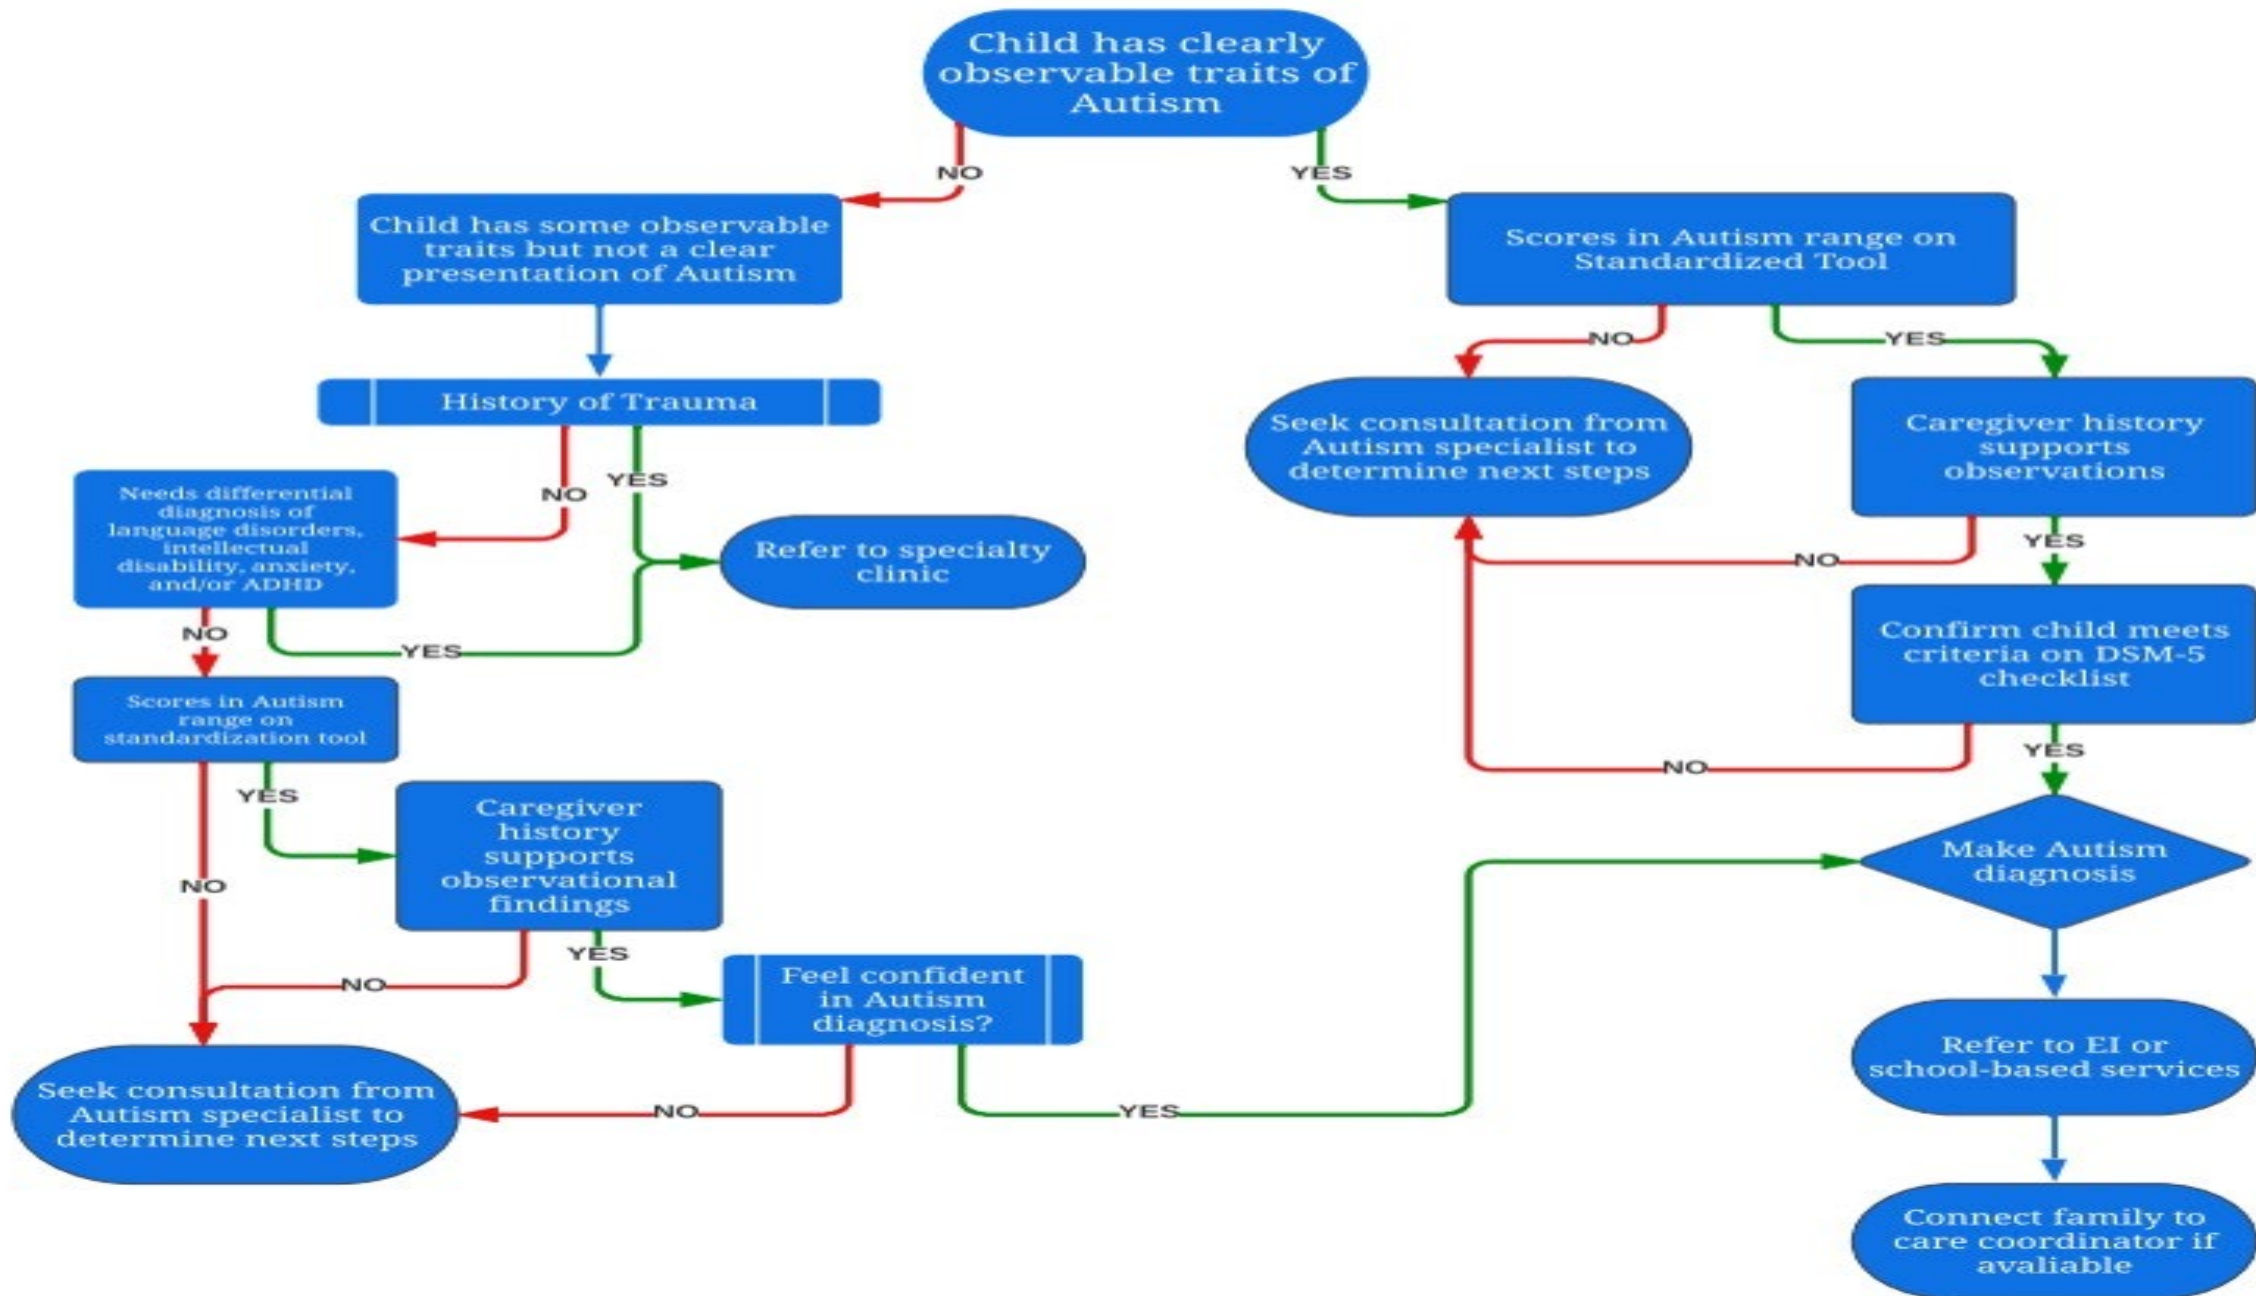 Child has clearly
observable traits of
Autism
NO
YES
Child has some observable
traits but not a clear
presentation of Autism
Scores in Autism range on
Standardized Tool
NO
YES
History of Trauma
Seek consultation from
Autism specialist to
determine next steps
Caregiver history
supports
observations
NO
YES
Needs differential
diagnosis of
language disorders,
intellectual
disability, anxiety,
and/or ADHD
Refer to specialty
clinic
NO
YES
NO
YES
Confirm child meets
criteria on DSM-5
checklist
Scores in Autism
range on
standardization tool
NO
YES
NO
YES
Caregiver
history
supports
observational
findings
Make Autism
diagnosis
NO
YES
Feel confident
in Autism
diagnosis?
Refer to EI or
school-based services
Seek consultation from
Autism specialist to
determine next steps
NO
YES
Connect family to
care coordinator if
avaliable